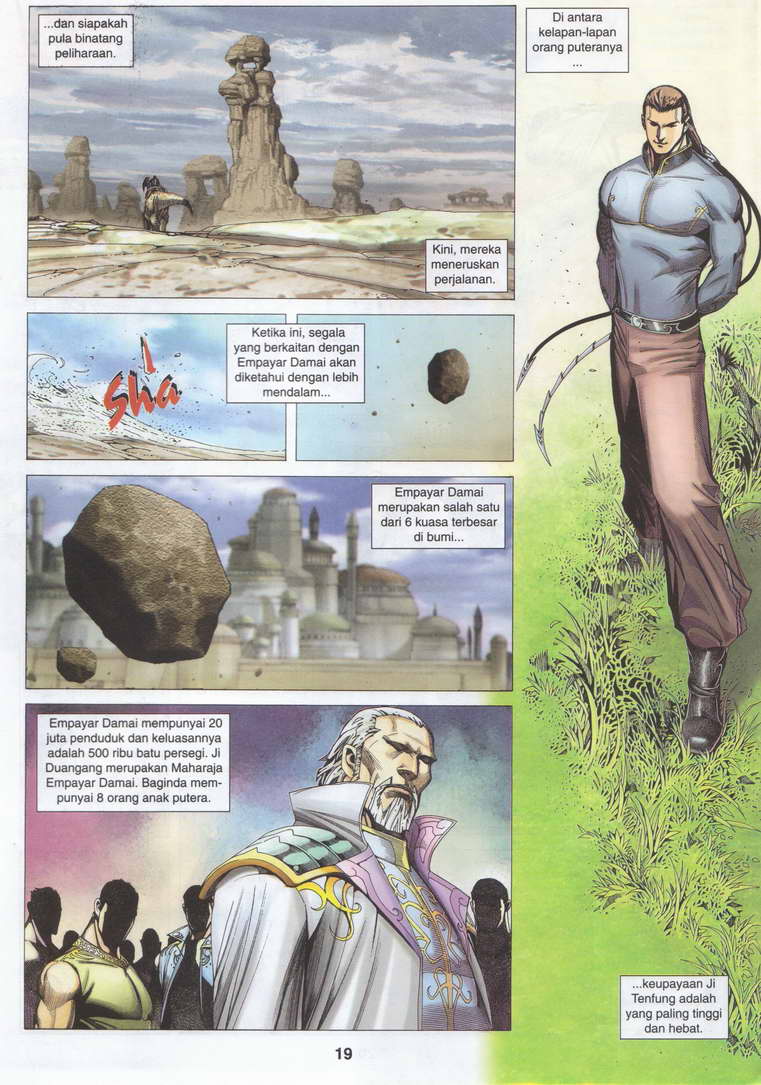 ...dan siapakah
pula binatang
peliharaan.
Kini, mereka
meneruskan
perjalanan.
Sha
Ketika ini, segala
yang berkaitan dengan
Empayar Damai akan
diketahui dengan lebih
mendalam...
Empayar Damai
merupakan salah satu
dari 6 kuasa terbesar
di bumi...
Empayar Damai mempunyai 20
juta penduduk dan keluasannya
adalah 500 ribu batu persegi. Ji
Duangang merupakan Maharaja
Empayar Damai. Baginda mem-
punyai 8 orang anak putera.
Di antara
kelapan-lapan
orang puteranya
...
...keupayaan Ji
Tenfung adalah
yang paling tinggi
dan hebat.
19